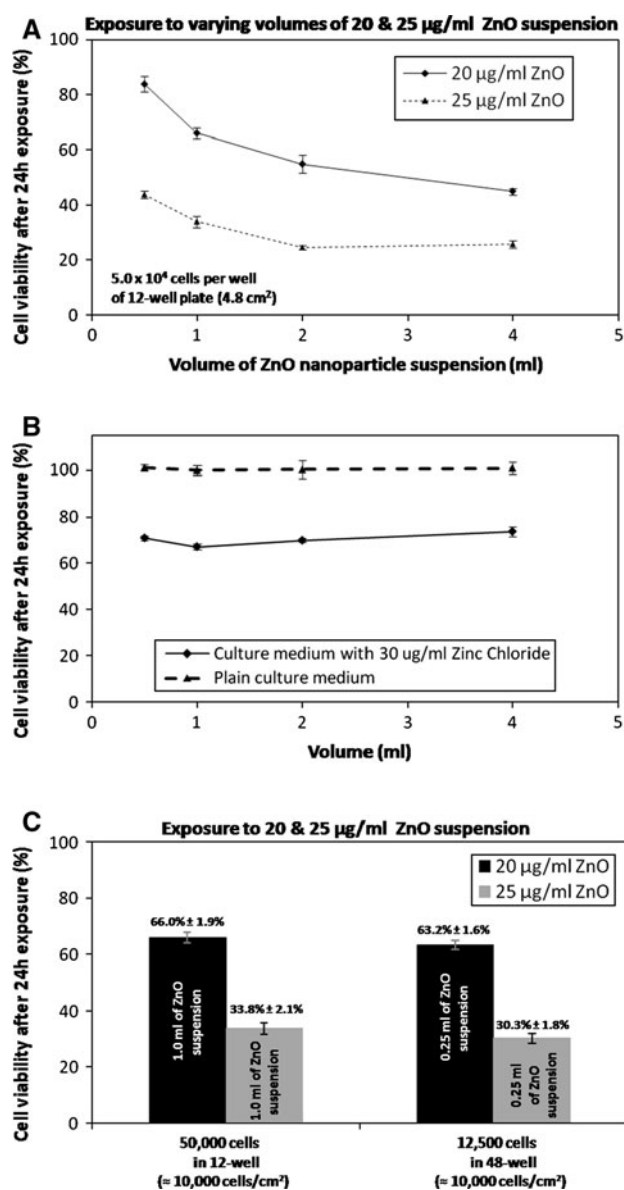 A
Exposure to varying volumes of 20 & 25 µg/ml ZnO suspension
Cell viability after 24h exposure (%)
100
80
60
40
20
0
20 µg/ml ZnO
25 µg/ml ZnO
5.0 x 10⁴ cells per well
of 12-well plate (4.8 cm²)
0 1 2 3 4 5
Volume of ZnO nanoparticle suspension (ml)
B
Cell viability after 24h exposure (%)
100
80
60
40
20
0
Culture medium with 30 ug/ml Zinc Chloride
Plain culture medium
0 1 2 3 4 5
Volume (ml)
C
Exposure to 20 & 25 µg/ml ZnO suspension
Cell viability after 24h exposure (%)
100
80
60
40
20
0
20 µg/ml ZnO
25 µg/ml ZnO
66.0% ± 1.9%
1.0 ml of ZnO
suspension
33.8% ± 2.1%
1.0 ml of ZnO
suspension
63.2% ± 1.6%
0.25 ml of ZnO
suspension
30.3% ± 1.8%
0.25 ml
of ZnO
suspension
50,000 cells
in 12-well
(≈ 10,000 cells/cm²)
12,500 cells
in 48-well
(≈ 10,000 cells/cm²)